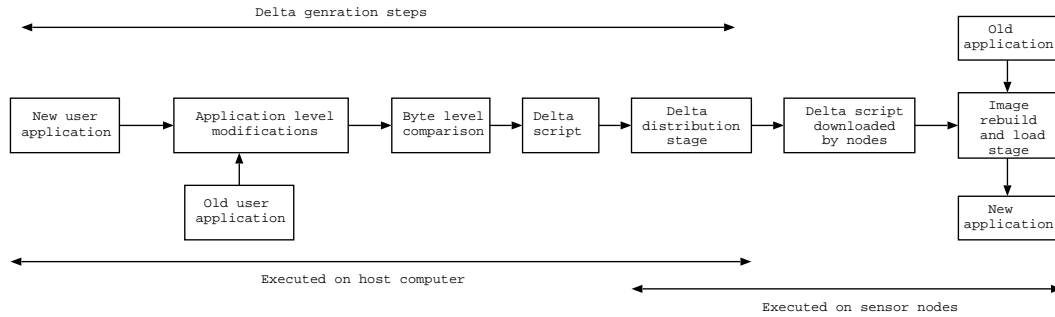 Delta genration steps
Old
application
New user
application
Application level
modifications
Byte level
comparison
Delta
script
Delta
distribution
stage
Delta script
downloaded
by nodes
Image
rebuild
and load
stage
Old user
application
New
application
Executed on host computer
Executed on sensor nodes